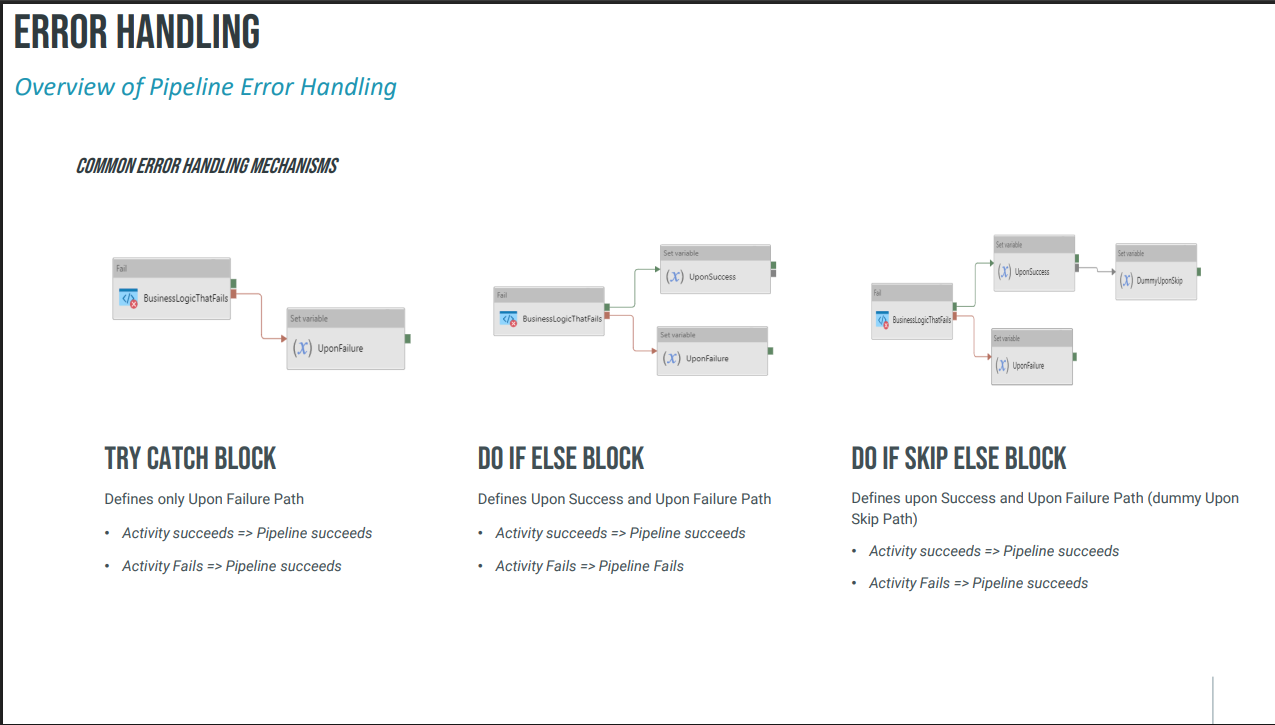 ERROR HANDLING
Overview of Pipeline Error Handling
COMMON ERROR HANDLING MECHANISMS
Fail
BusinessLogicThatFails
Set variable
(x) UponFailure
Fail
BusinessLogicThatFails
Set variable
(x) UponSuccess
Set variable
(x) UponFailure
Fail
BusinessLogicThatFails
Set variable
(x) UponSuccess
Set variable
(x) DummyUponSkip
Set variable
(x) UponFailure
TRY CATCH BLOCK
Defines only Upon Failure Path
• Activity succeeds => Pipeline succeeds
• Activity Fails => Pipeline succeeds
DO IF ELSE BLOCK
Defines Upon Success and Upon Failure Path
• Activity succeeds => Pipeline succeeds
• Activity Fails => Pipeline Fails
DO IF SKIP ELSE BLOCK
Defines upon Success and Upon Failure Path (dummy Upon
Skip Path)
• Activity succeeds => Pipeline succeeds
• Activity Fails => Pipeline succeeds